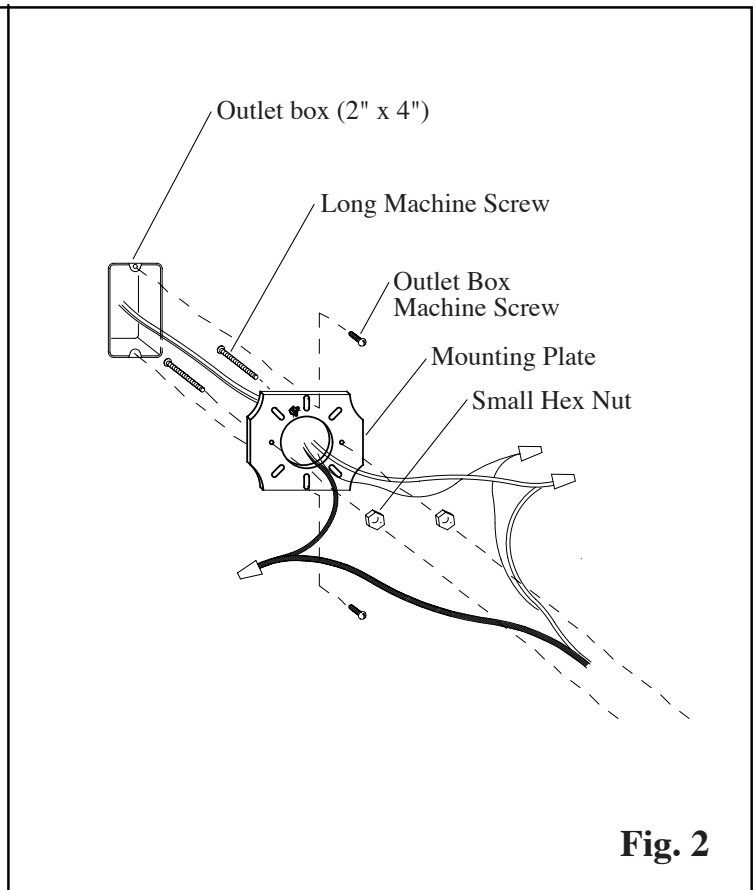 Outlet box (2" x 4")
Long Machine Screw
Outlet Box
Machine Screw
Mounting Plate
Small Hex Nut
Fig. 2